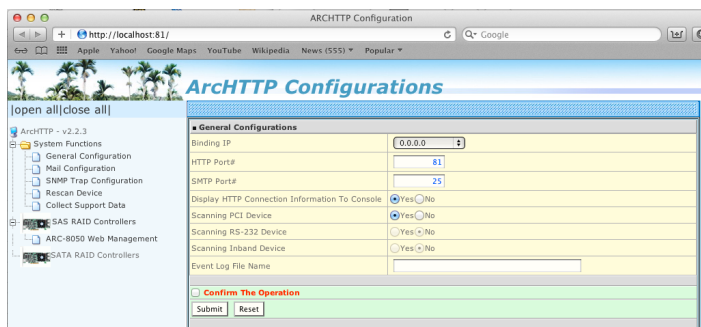 ARCHTTP Configuration
http://localhost:81/
Google
Apple Yahoo! Google Maps YouTube Wikipedia News (555) Popular
ArcHTTP Configurations
|open all|close all|
ArcHTTP - v2.2.3
System Functions
General Configuration
Mail Configuration
SNMP Trap Configuration
Rescan Device
Collect Support Data
SAS RAID Controllers
ARC-8050 Web Management
SATA RAID Controllers
General Configurations
Binding IP 0.0.0.0
HTTP Port# 81
SMTP Port# 25
Display HTTP Connection Information To Console Yes No
Scanning PCI Device Yes No
Scanning RS-232 Device Yes No
Scanning Inband Device Yes No
Event Log File Name
Confirm The Operation
Submit Reset